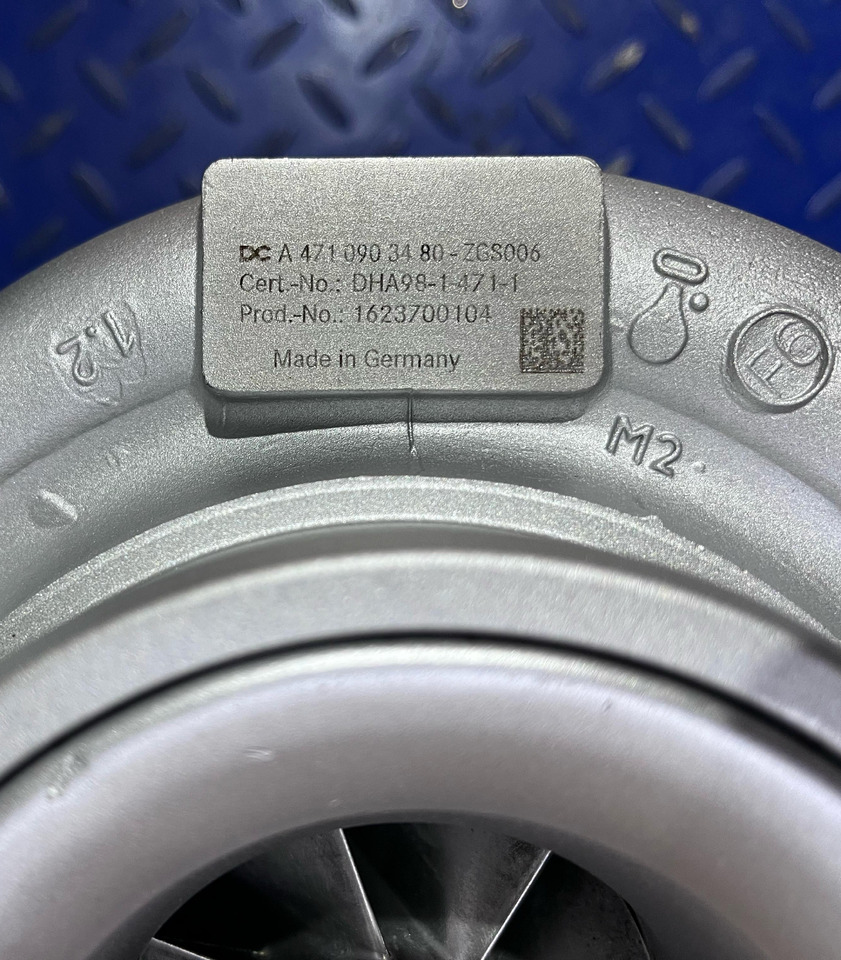 DC A 471 090 34 80 - ZGS006
Cert.-No.: DHA98-1-471-1
Prod.-No.: 1623700104
Made in Germany
1.2
M2